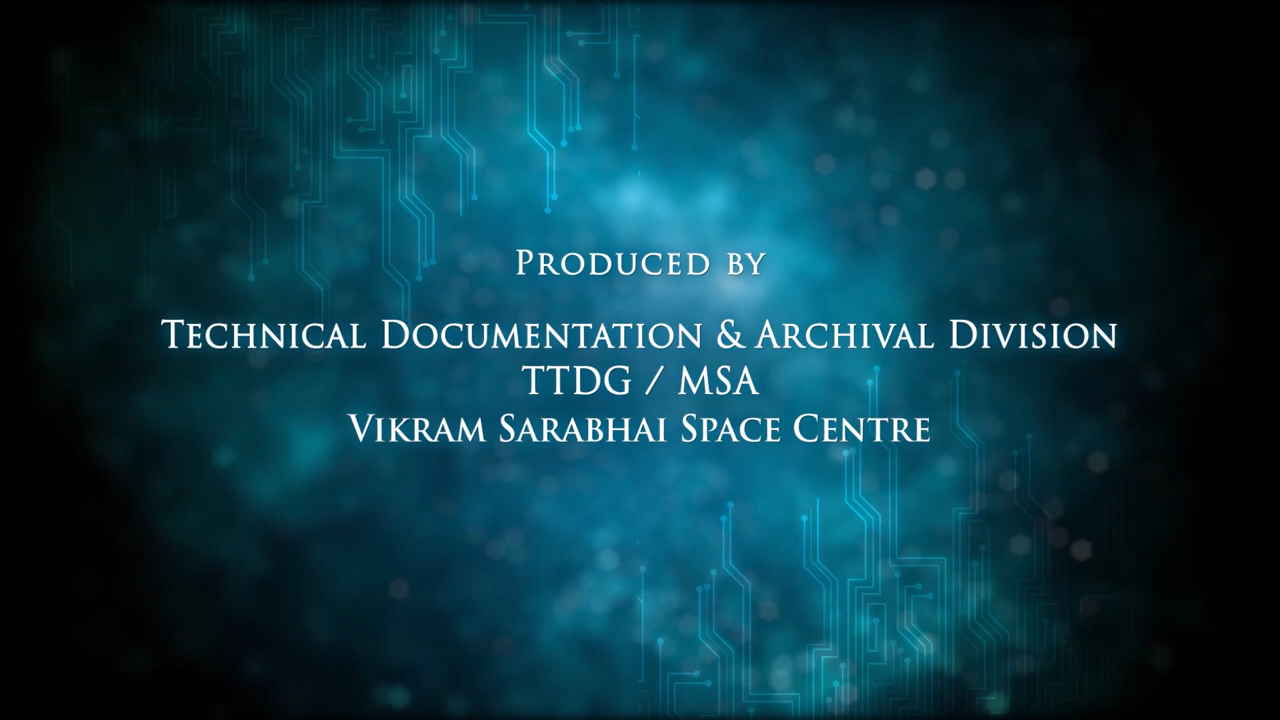 Produced by
Technical Documentation & Archival Division
TTDG / MSA
Vikram Sarabhai Space Centre